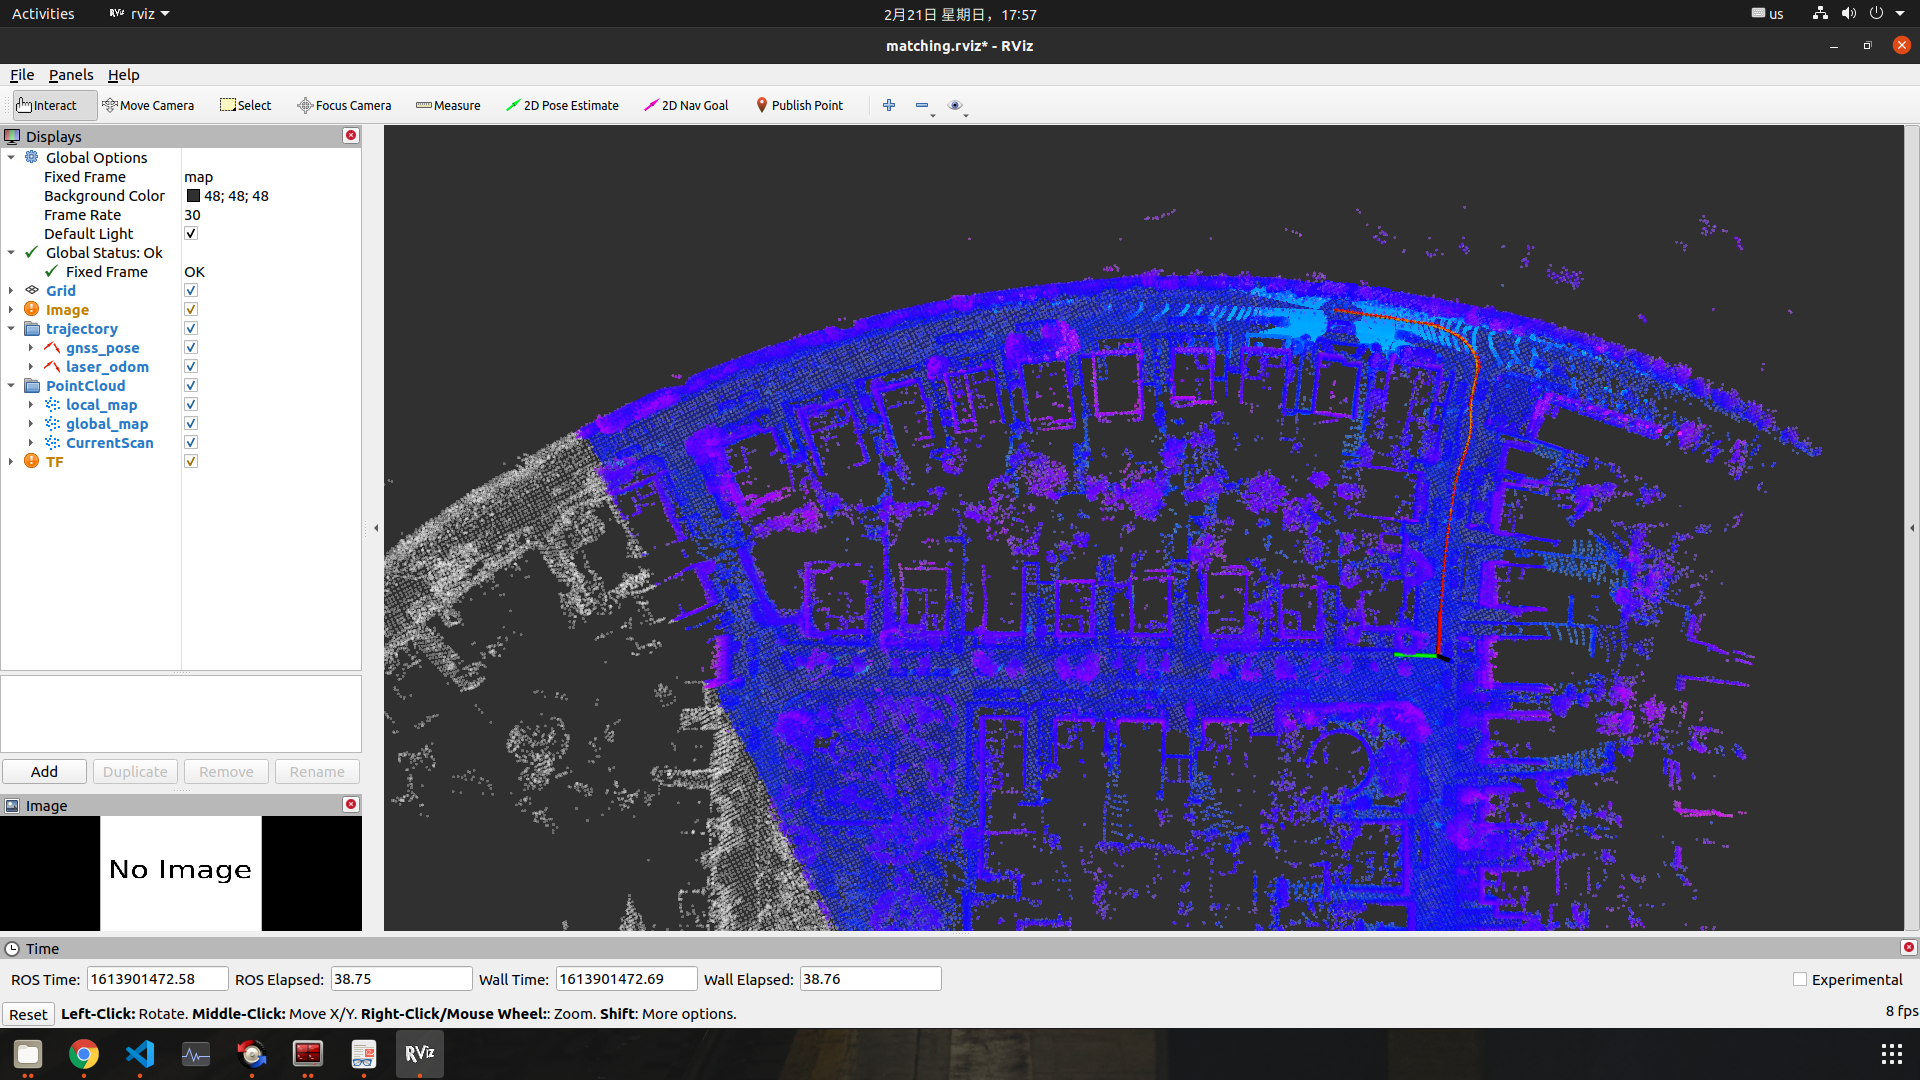 Activities RViz rviz 2月21日 星期日，17:57 us
matching.rviz* - RViz
File Panels Help
Interact Move Camera Select Focus Camera Measure 2D Pose Estimate 2D Nav Goal Publish Point
Displays
Global Options
Fixed Frame map
Background Color 48; 48; 48
Frame Rate 30
Default Light
Global Status: Ok
Fixed Frame OK
Grid
Image
trajectory
gnss_pose
laser_odom
PointCloud
local_map
global_map
CurrentScan
TF
Add Duplicate Remove Rename
Image
No Image
Time
ROS Time: 1613901472.58 ROS Elapsed: 38.75 Wall Time: 1613901472.69 Wall Elapsed: 38.76 Experimental
Reset Left-Click: Rotate. Middle-Click: Move X/Y. Right-Click/Mouse Wheel:: Zoom. Shift: More options. 8 fps
RViz